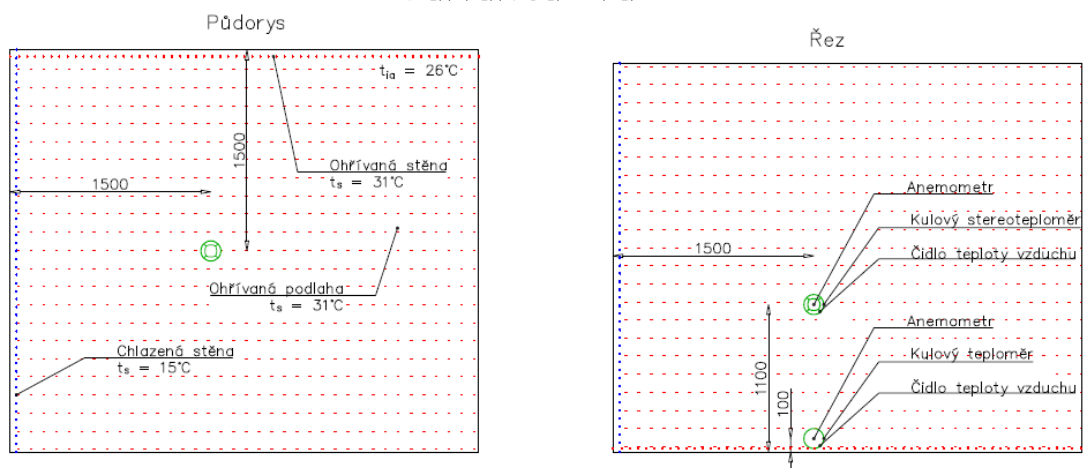 Půdorys
t_ia = 26°C
1500
Ohřívaná stěna
t_s = 31°C
1500
Ohřívaná podlaha
t_s = 31°C
Chlazená stěna
t_s = 15°C
Řez
Anemometr
Kulový stereoteploměr
1500
Čidlo teploty vzduchu
Anemometr
Kulový teploměr
1100
100
Čidlo teploty vzduchu